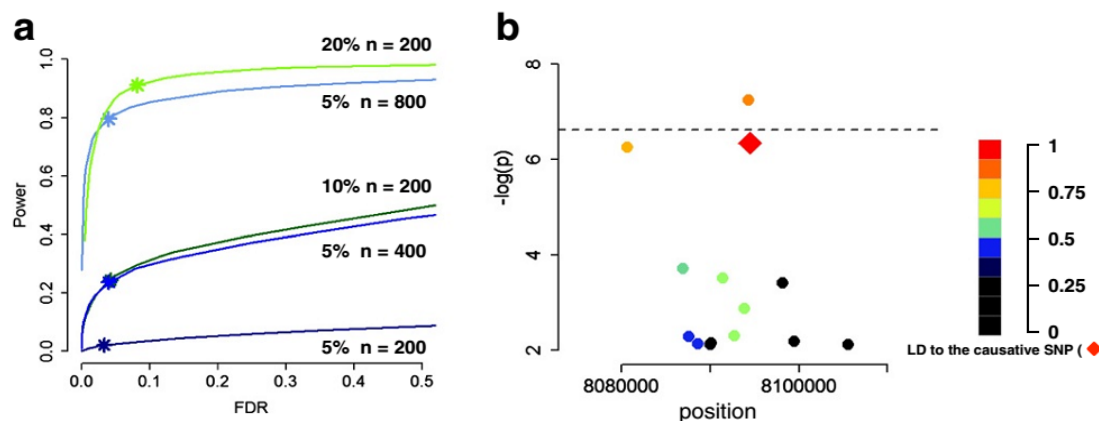 a
20% n = 200
5% n = 800
10% n = 200
5% n = 400
5% n = 200
Power
0.0
0.2
0.4
0.6
0.8
1.0
0.0 0.1 0.2 0.3 0.4 0.5
FDR
b
-log(p)
8
6
4
2
8080000 8100000
position
1
0.75
0.5
0.25
0
LD to the causative SNP (